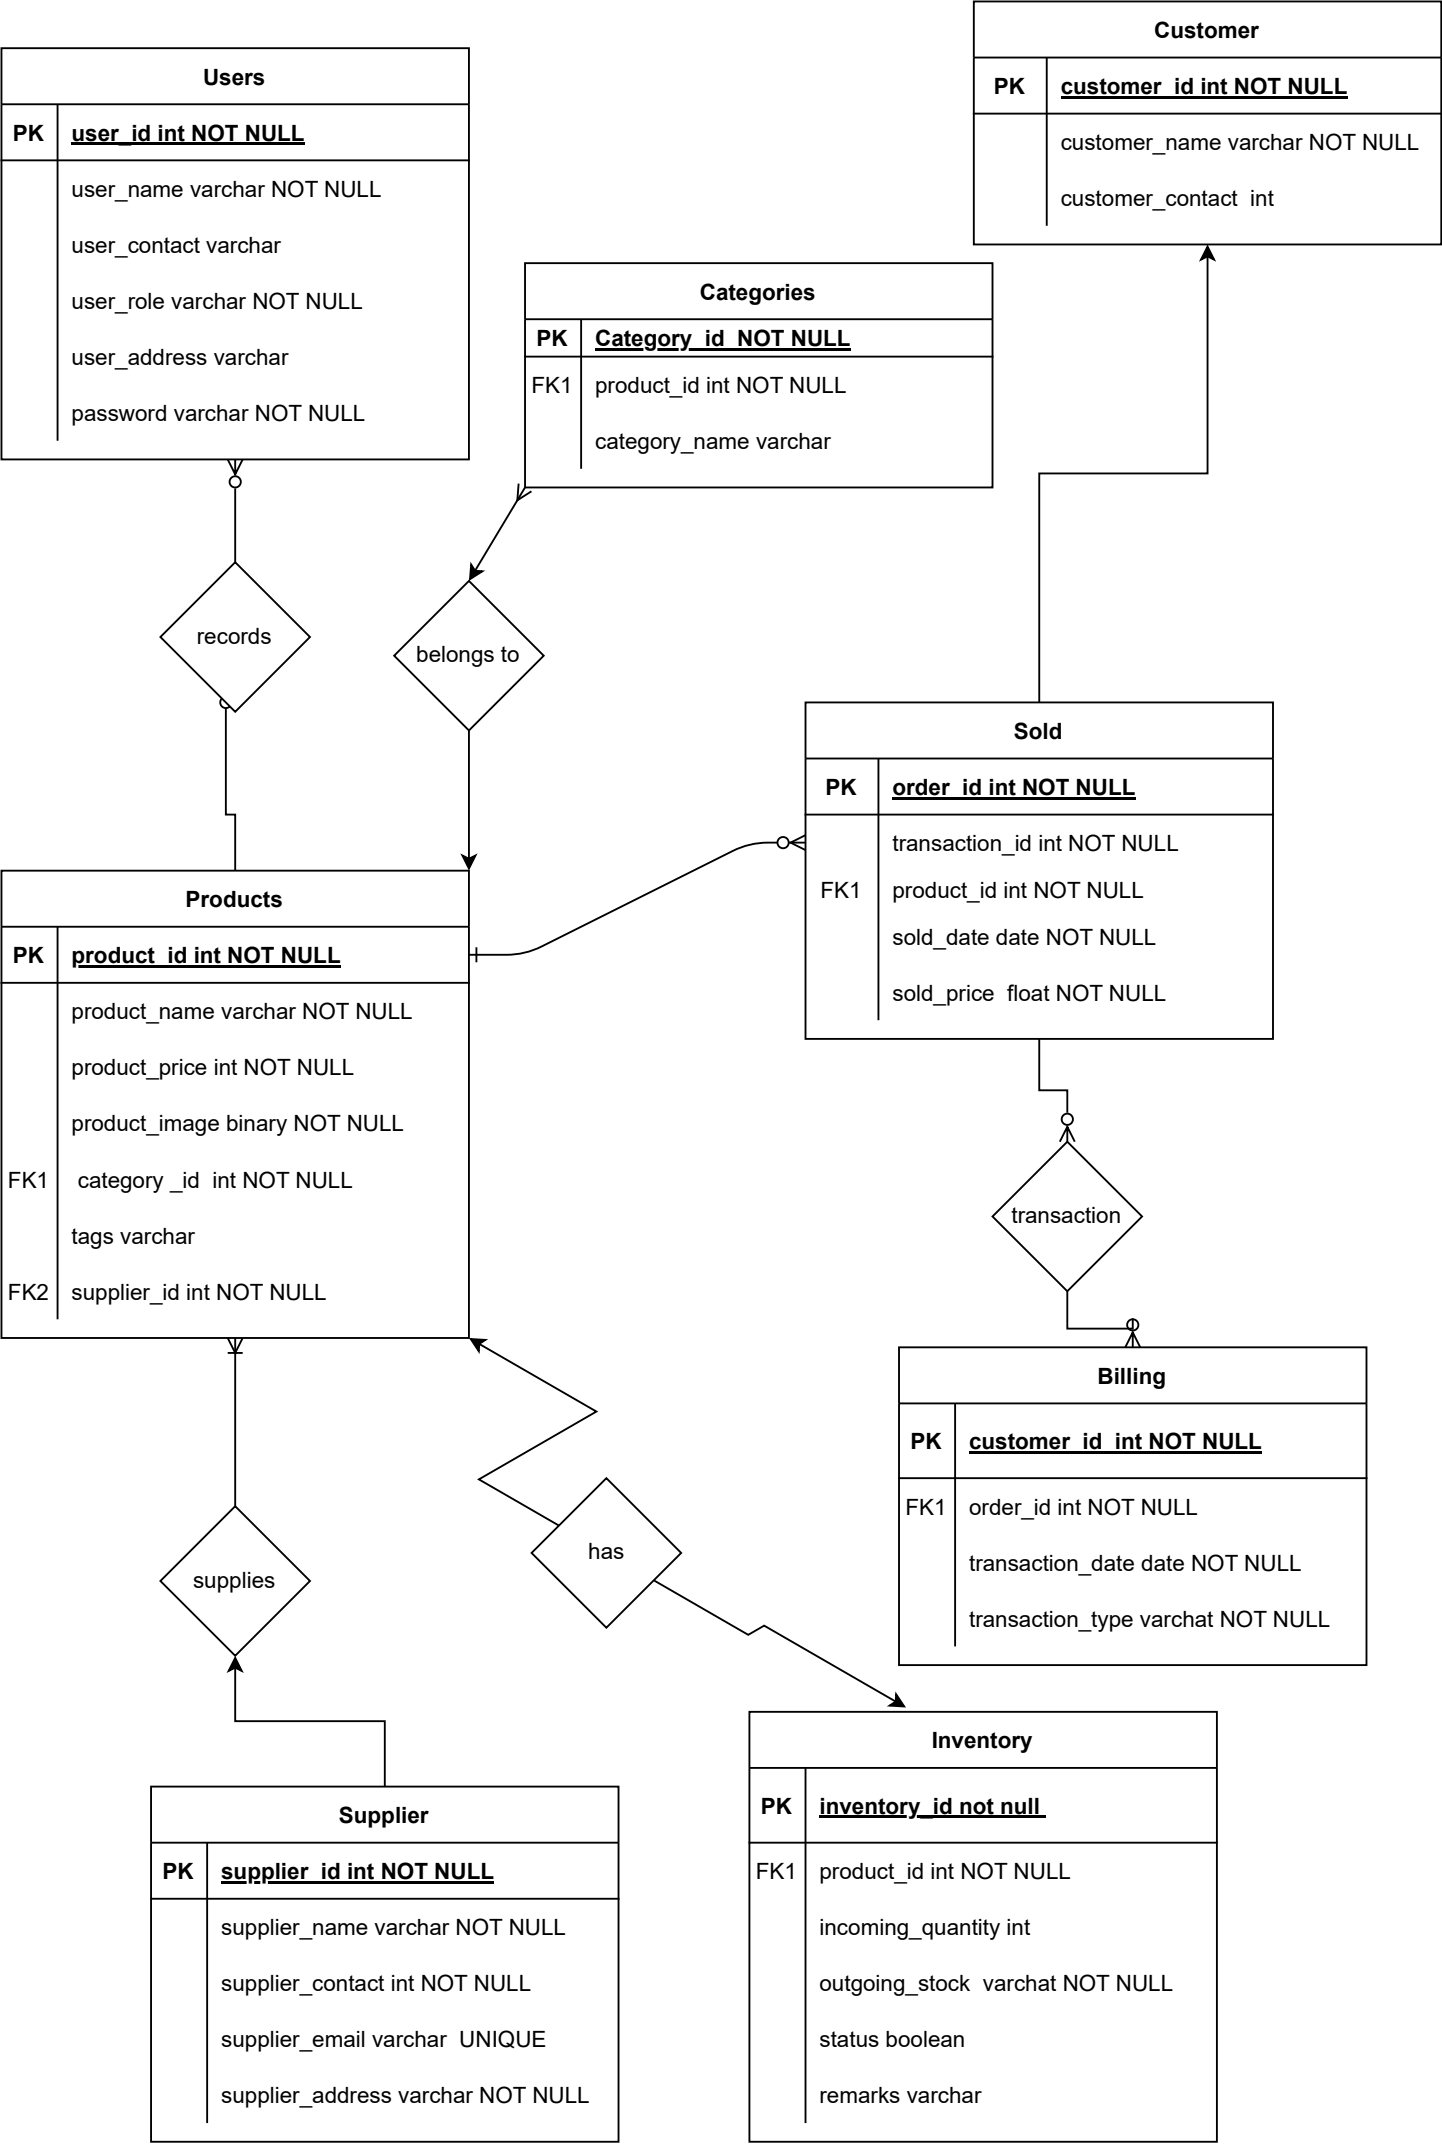 Customer
PK customer_id int NOT NULL
customer_name varchar NOT NULL
customer_contact  int
Users
PK user_id int NOT NULL
user_name varchar NOT NULL
user_contact varchar
user_role varchar NOT NULL
user_address varchar
password varchar NOT NULL
Categories
PK Category_id  NOT NULL
FK1 product_id int NOT NULL
category_name varchar
records
belongs to
Sold
PK order_id int NOT NULL
transaction_id int NOT NULL
FK1 product_id int NOT NULL
sold_date date NOT NULL
sold_price  float NOT NULL
Products
PK product_id int NOT NULL
product_name varchar NOT NULL
product_price int NOT NULL
product_image binary NOT NULL
FK1 category _id  int NOT NULL
tags varchar
FK2 supplier_id int NOT NULL
transaction
Billing
PK customer_id  int NOT NULL
FK1 order_id int NOT NULL
transaction_date date NOT NULL
transaction_type varchat NOT NULL
has
supplies
Inventory
PK inventory_id not null
FK1 product_id int NOT NULL
incoming_quantity int
outgoing_stock  varchat NOT NULL
status boolean
remarks varchar
Supplier
PK supplier_id int NOT NULL
supplier_name varchar NOT NULL
supplier_contact int NOT NULL
supplier_email varchar  UNIQUE
supplier_address varchar NOT NULL